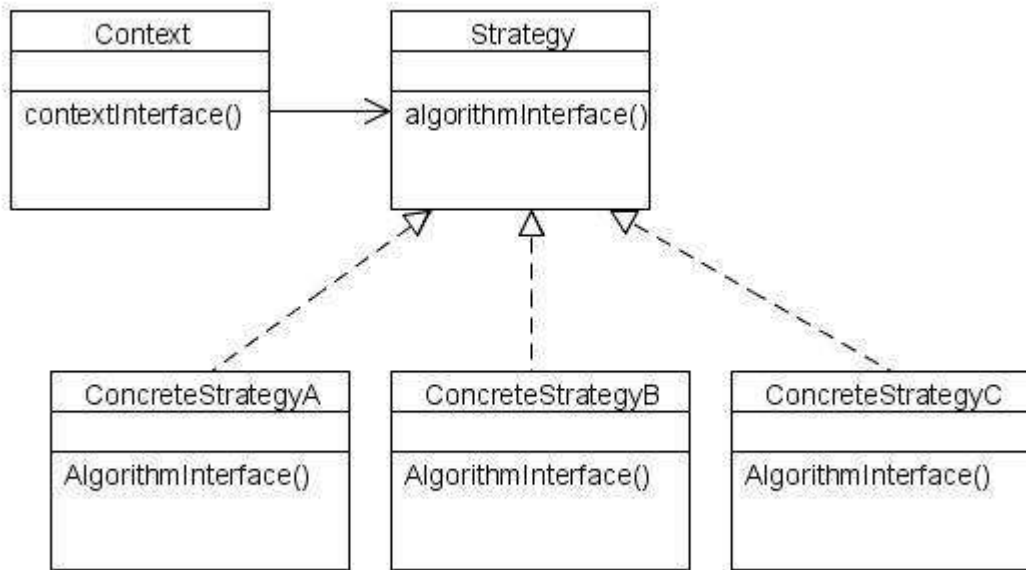 Context
Strategy
contextInterface()
algorithmInterface()
ConcreteStrategyA
ConcreteStrategyB
ConcreteStrategyC
AlgorithmInterface()
AlgorithmInterface()
AlgorithmInterface()